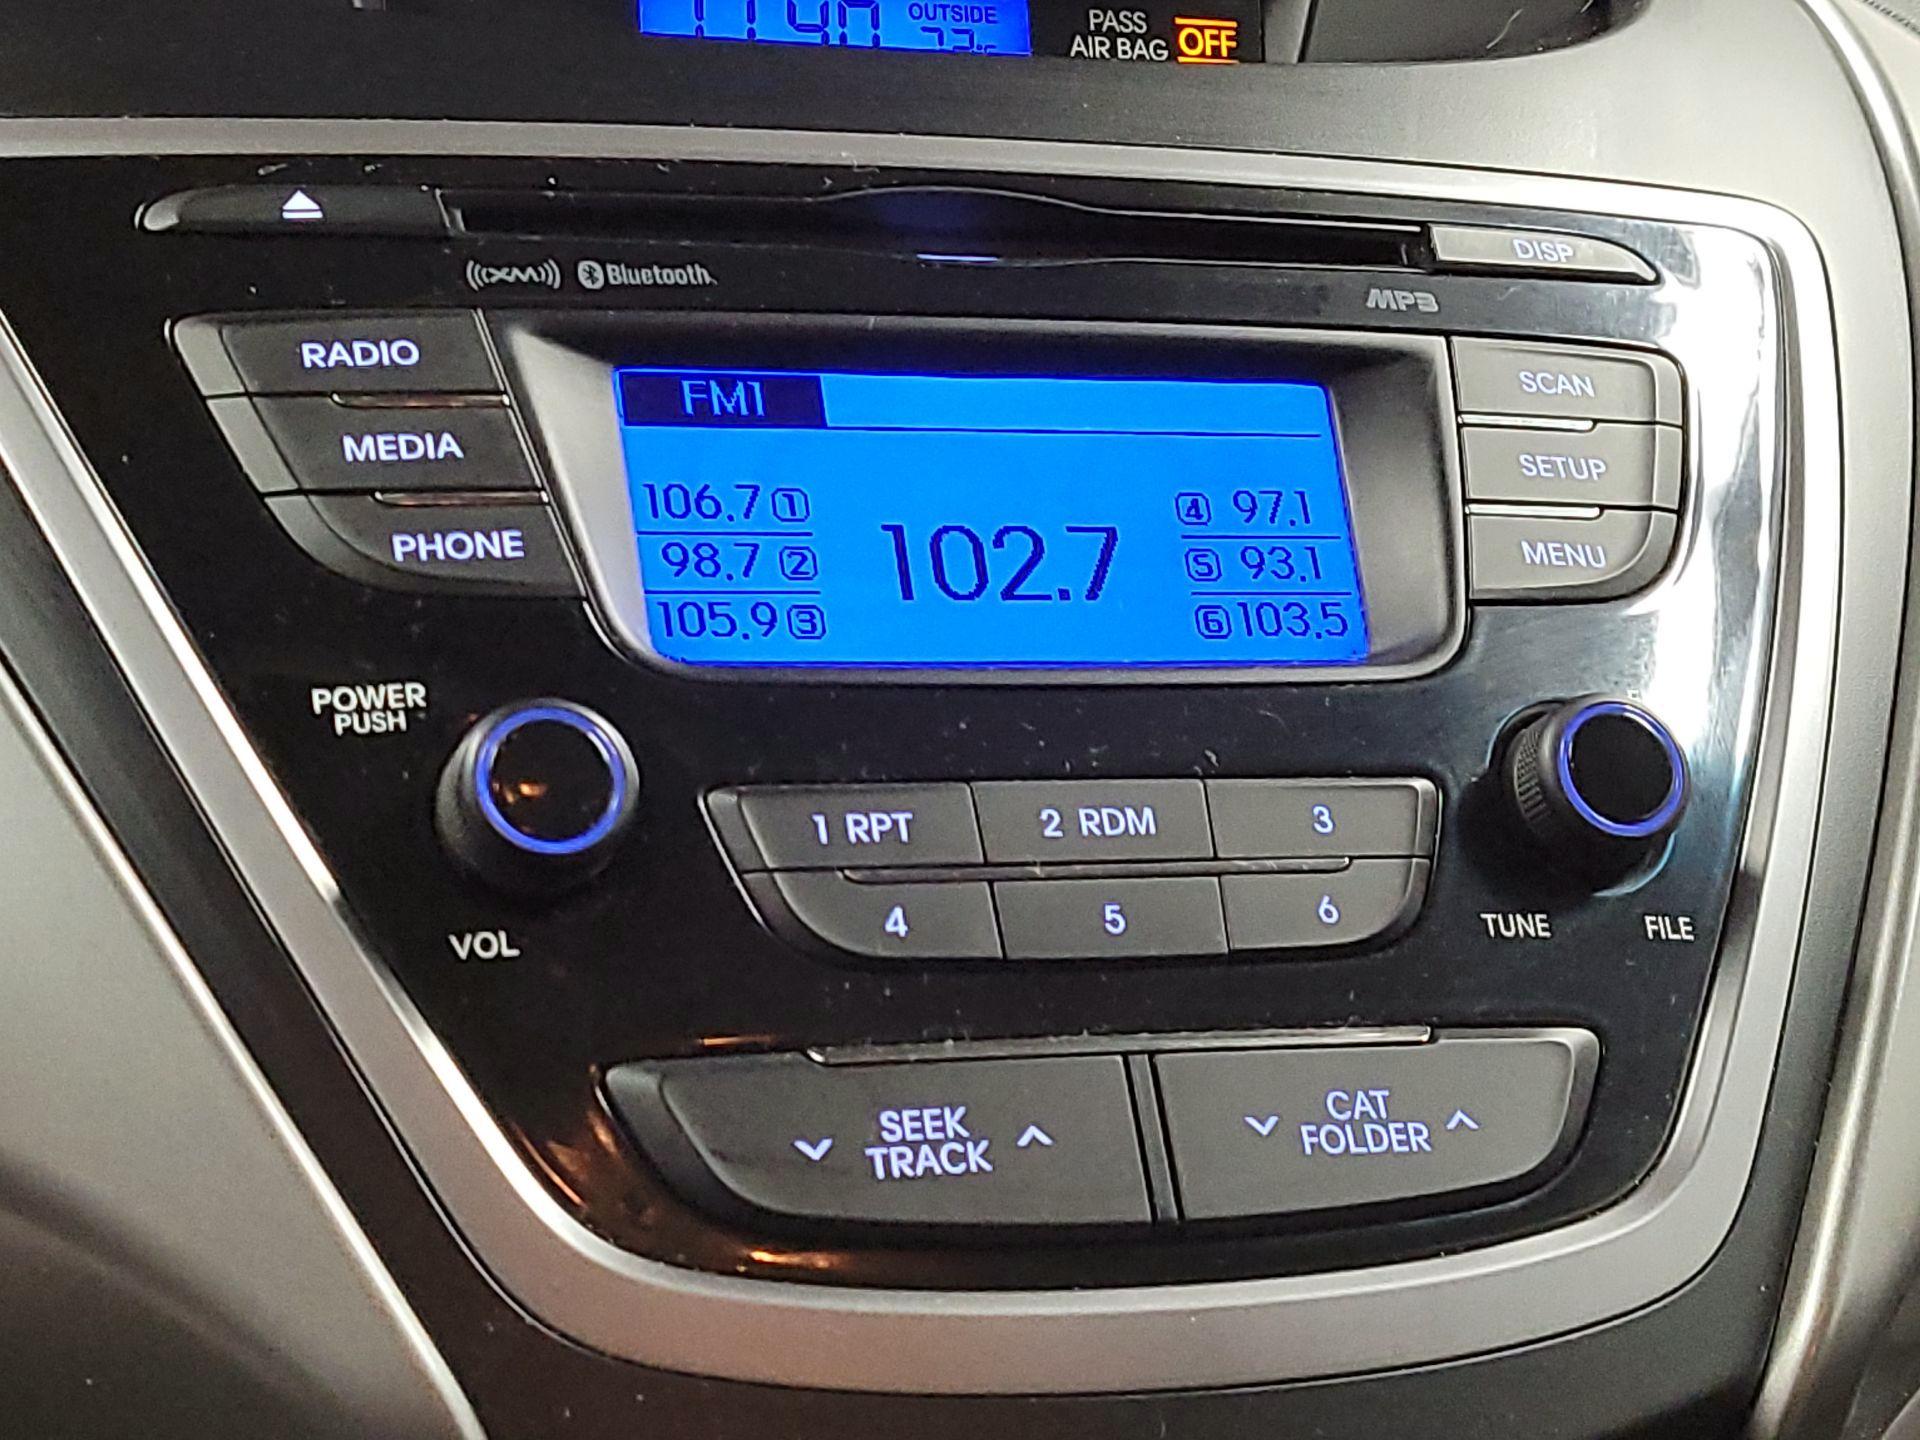 OUTSIDE
PASS
AIR BAG OFF
DISP
XM Bluetooth
MP3
RADIO
MEDIA
PHONE
FM1
106.7 1
98.7 2
105.9 3
102.7
4 97.1
5 93.1
6 103.5
SCAN
SETUP
MENU
POWER
PUSH
VOL
1 RPT 2 RDM 3
4 5 6
TUNE FILE
SEEK
TRACK
CAT
FOLDER